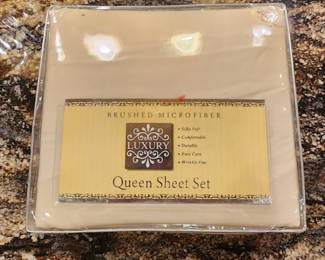 BRUSHED MICROFIBER
LUXURY
• Silky Soft
• Comfortable
• Durable
• Easy Care
• Wrinkle Free
Queen Sheet Set